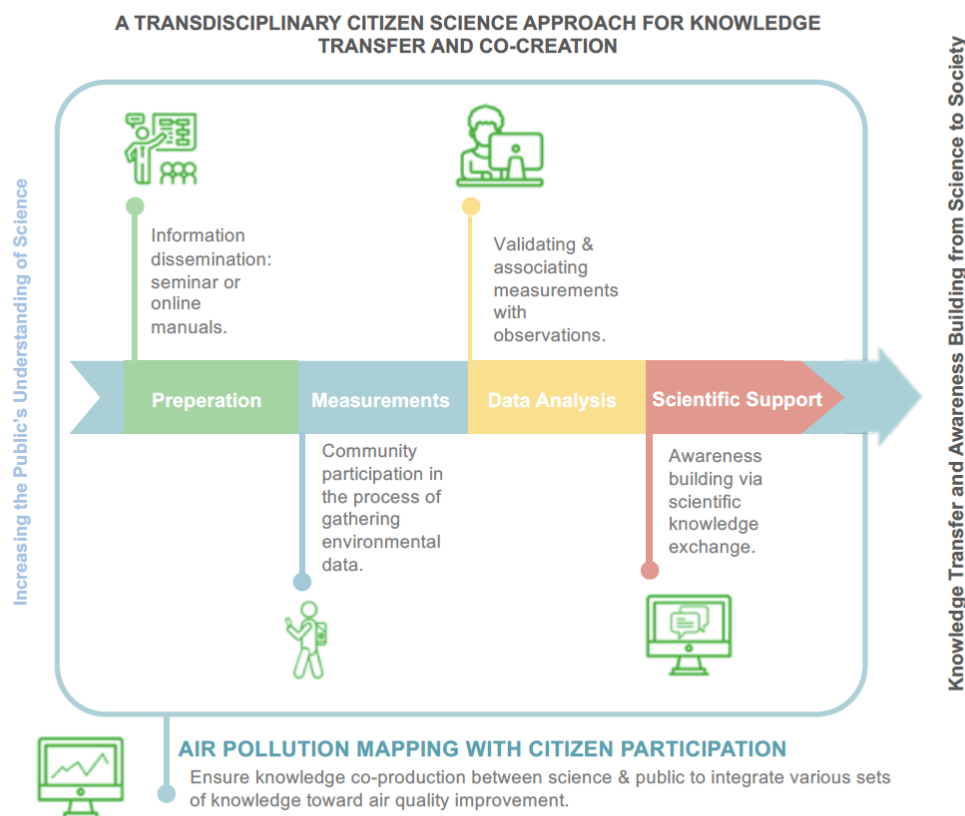 A TRANSDISCIPLINARY CITIZEN SCIENCE APPROACH FOR KNOWLEDGE
TRANSFER AND CO-CREATION
Increasing the Public's Understanding of Science
Information
dissemination:
seminar or
online
manuals.
Validating &
associating
measurements
with
observations.
Preperation
Measurements
Data Analysis
Scientific Support
Community
participation in
the process of
gathering
environmental
data.
Awareness
building via
scientific
knowledge
exchange.
Knowledge Transfer and Awareness Building from Science to Society
AIR POLLUTION MAPPING WITH CITIZEN PARTICIPATION
Ensure knowledge co-production between science & public to integrate various sets
of knowledge toward air quality improvement.